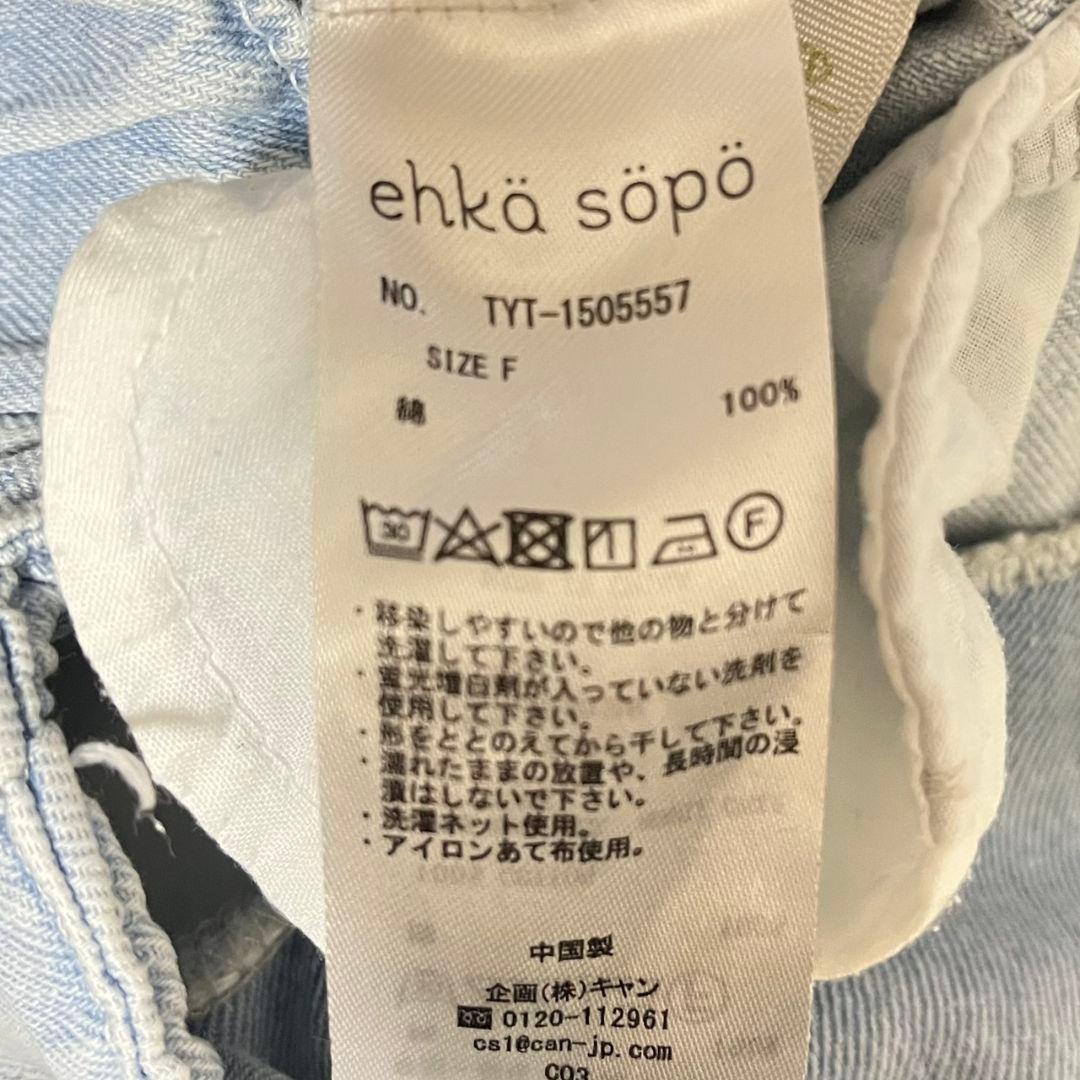 ehkä söpö
NO. TYT-1505557
SIZE F
綿 100%
30
F
・移染しやすいので他の物と分けて
洗濯して下さい。
・蛍光増白剤が入っていない洗剤を
使用して下さい。
・形をととのえてから干して下さい。
・濡れたままの放置や、長時間の浸
漬はしないで下さい。
・洗濯ネット使用。
・アイロンあて布使用。
中国製
企画(株)キャン
0120-112961
cs1@can-jp.com
C03